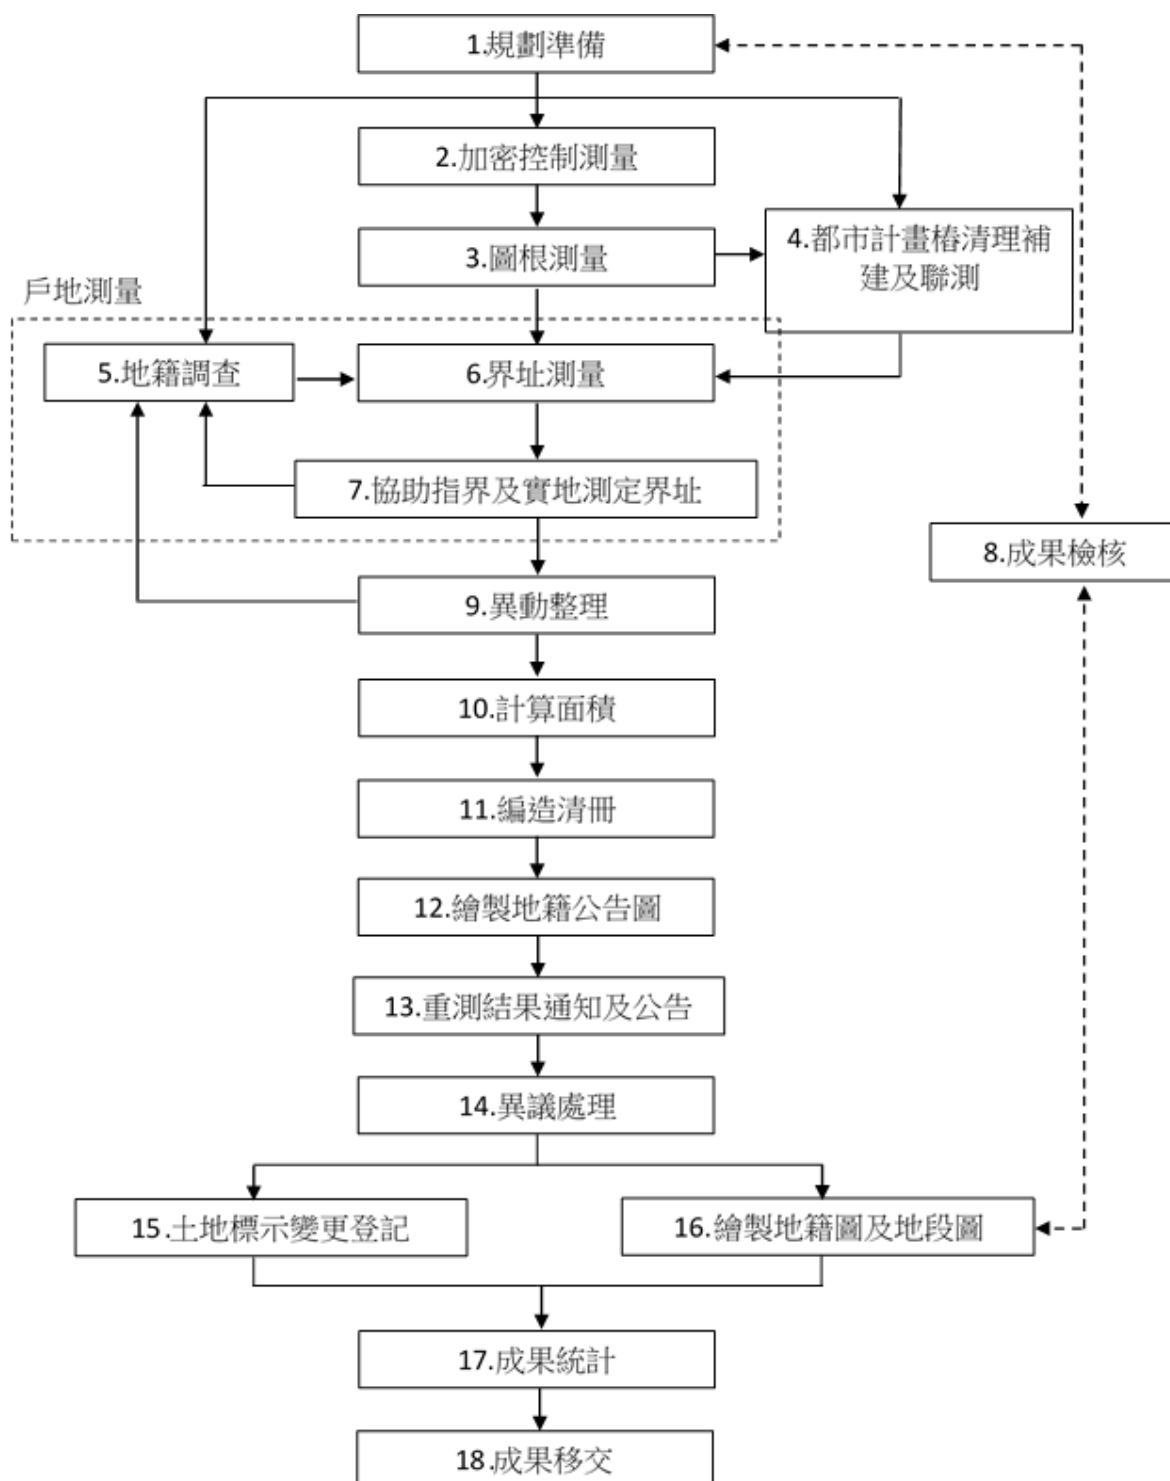 1.規劃準備
2.加密控制測量
3.圖根測量
4.都市計畫樁清理補
建及聯測
戶地測量
5.地籍調查
6.界址測量
7.協助指界及實地測定界址
8.成果檢核
9.異動整理
10.計算面積
11.編造清冊
12.繪製地籍公告圖
13.重測結果通知及公告
14.異議處理
15.土地標示變更登記
16.繪製地籍圖及地段圖
17.成果統計
18.成果移交